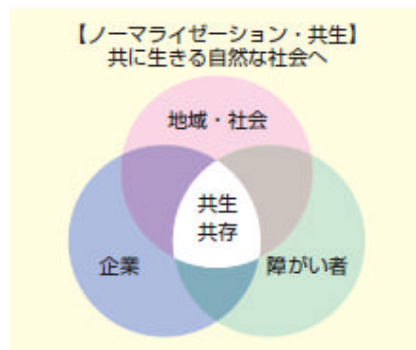 【ノーマライゼーション・共生】
共に生きる自然な社会へ
地域・社会
共生
共存
企業
障がい者